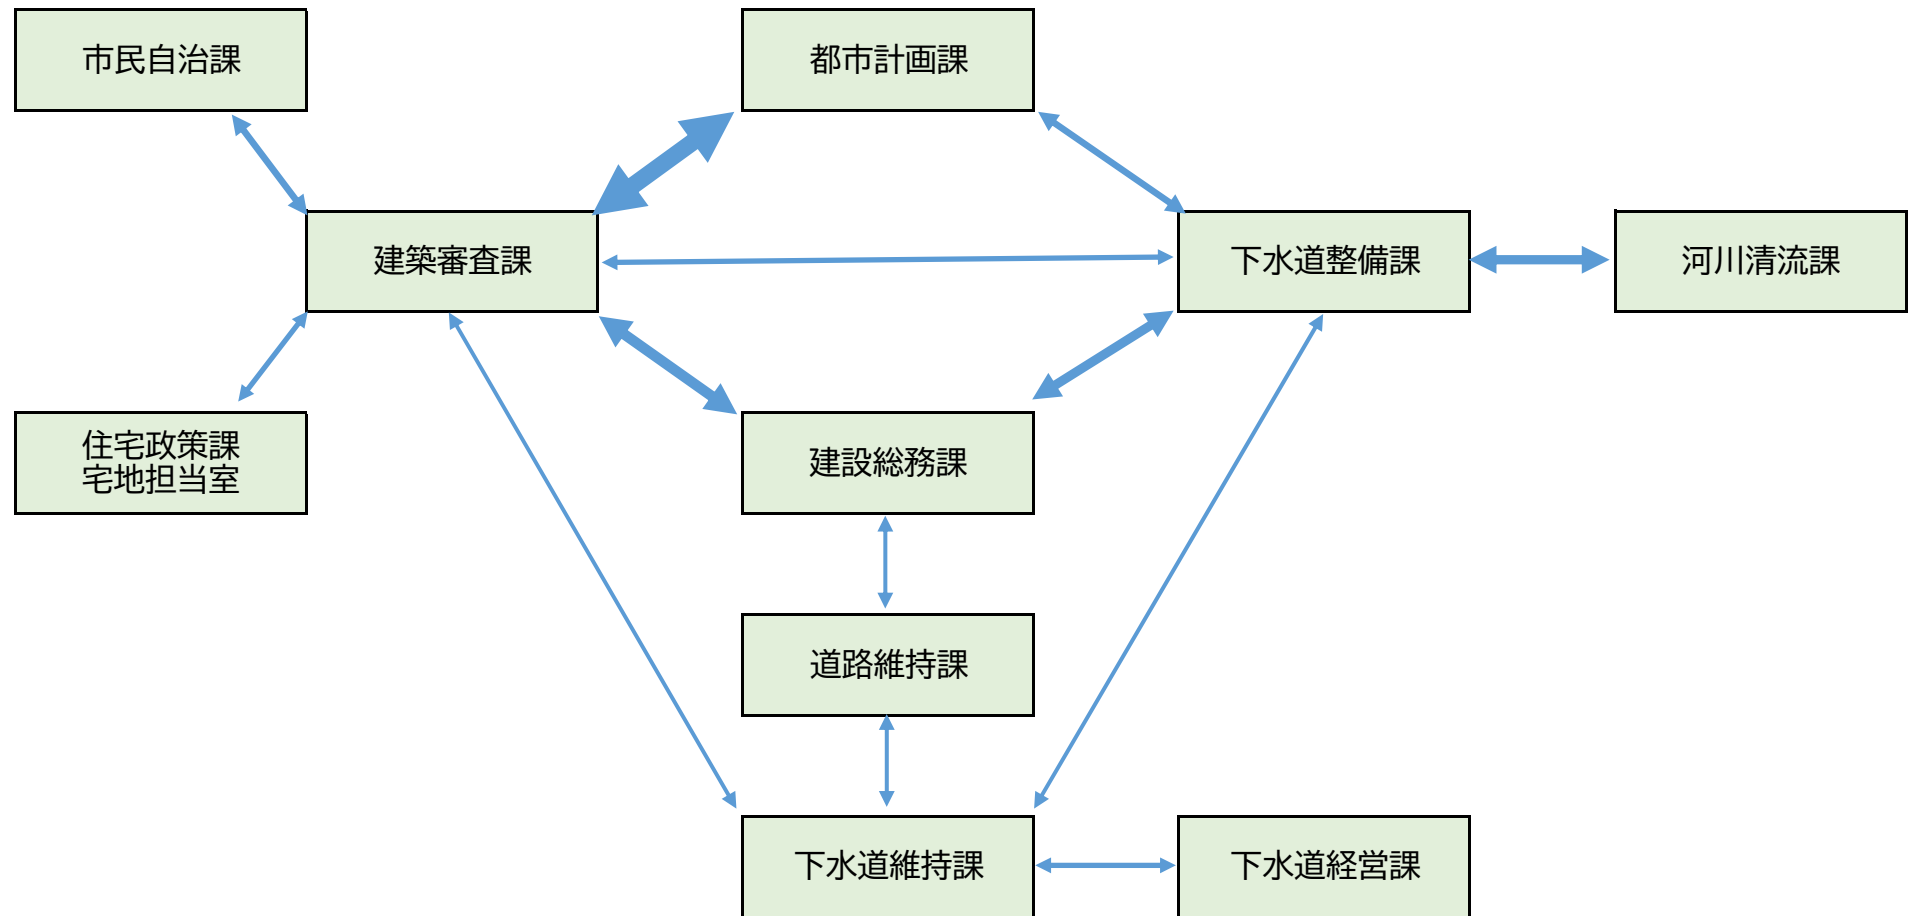 市民自治課
都市計画課
建築審査課
下水道整備課
河川清流課
住宅政策課
宅地担当室
建設総務課
道路維持課
下水道維持課
下水道経営課